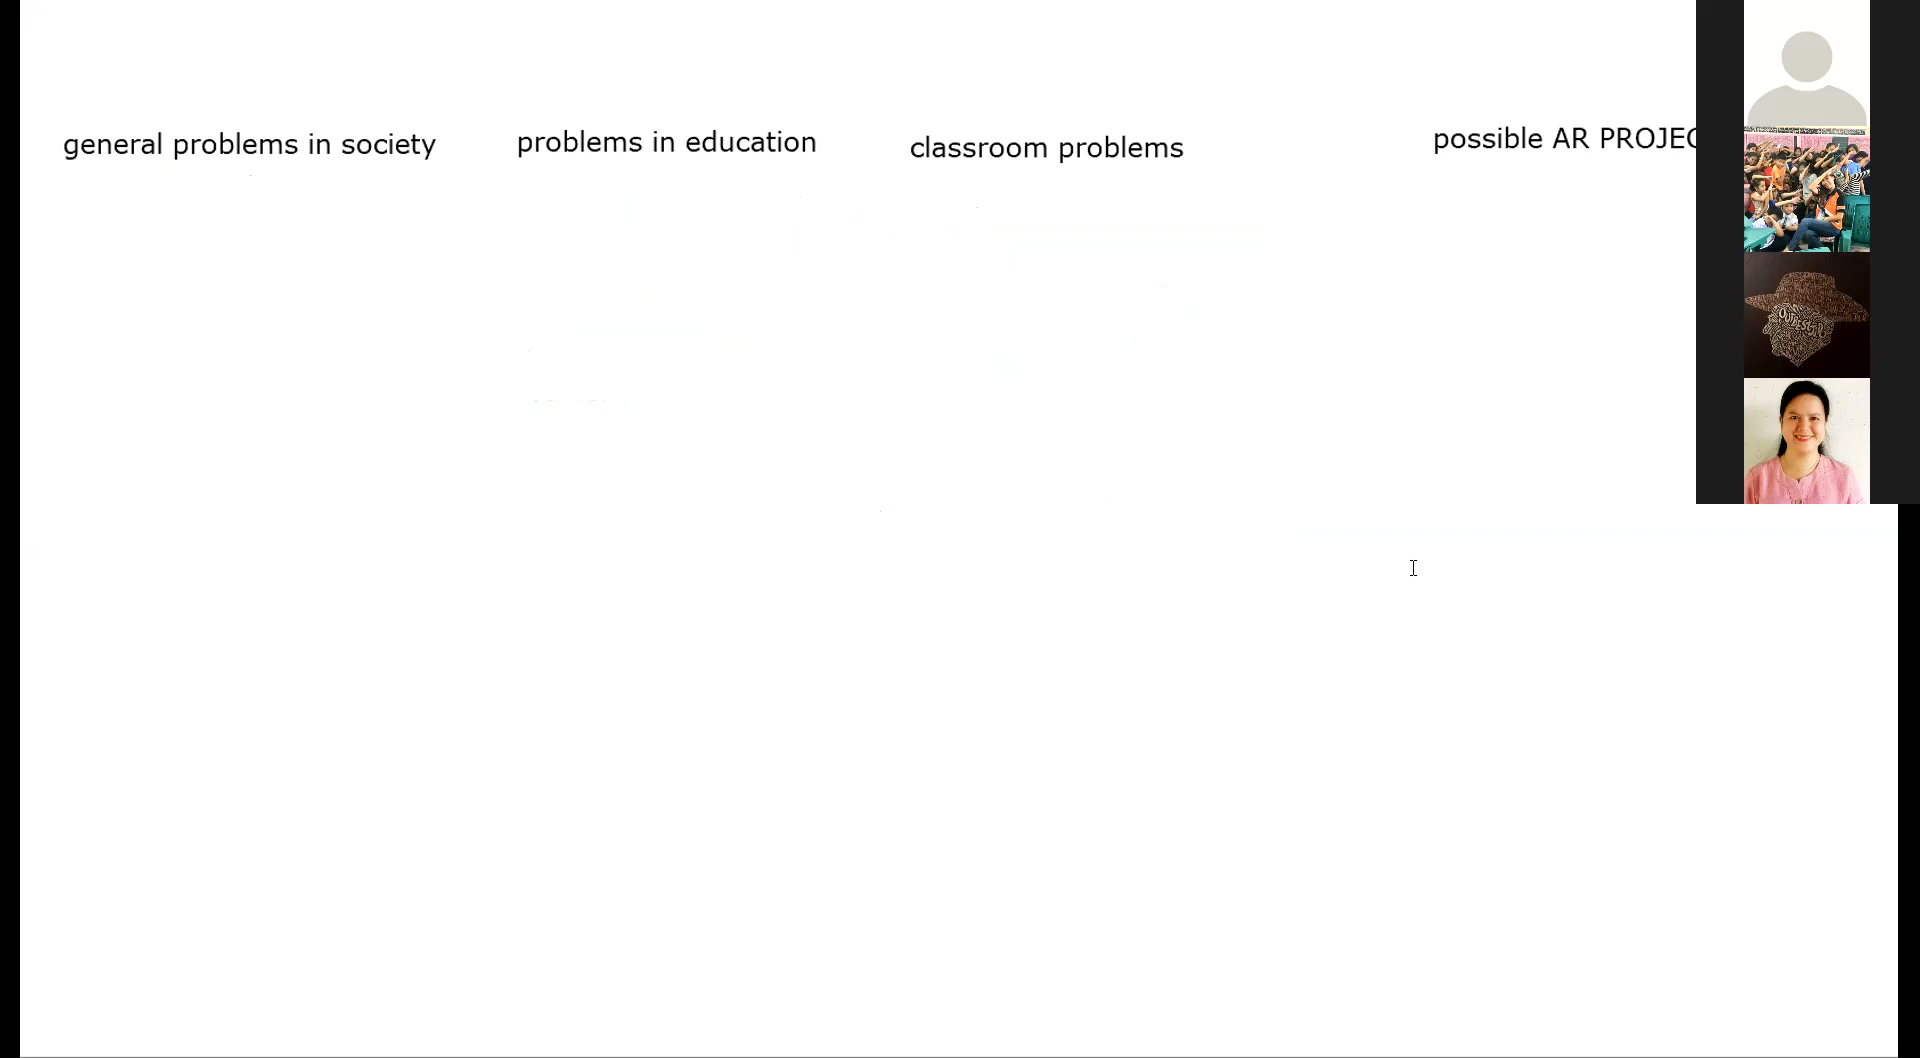 general problems in society
problems in education
classroom problems
possible AR PROJEC